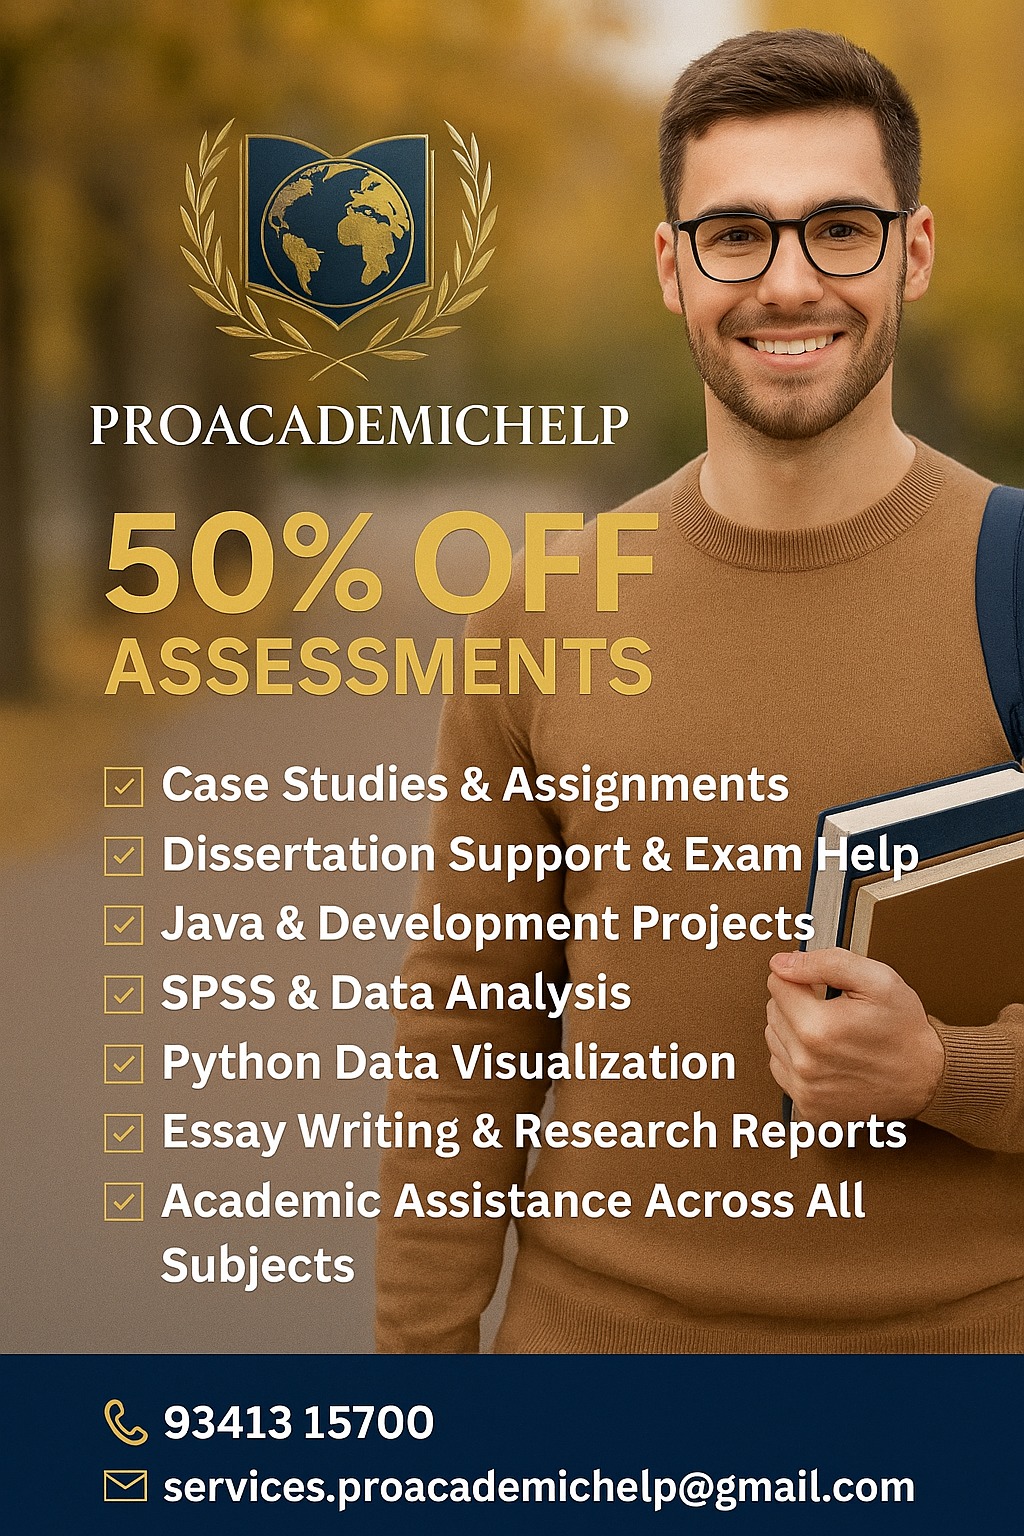 PROACADEMICHELP
50% OFF
ASSESSMENTS
Case Studies & Assignments
Dissertation Support & Exam Help
Java & Development Projects
SPSS & Data Analysis
Python Data Visualization
Essay Writing & Research Reports
Academic Assistance Across All
Subjects
93413 15700
services.proacademichelp@gmail.com